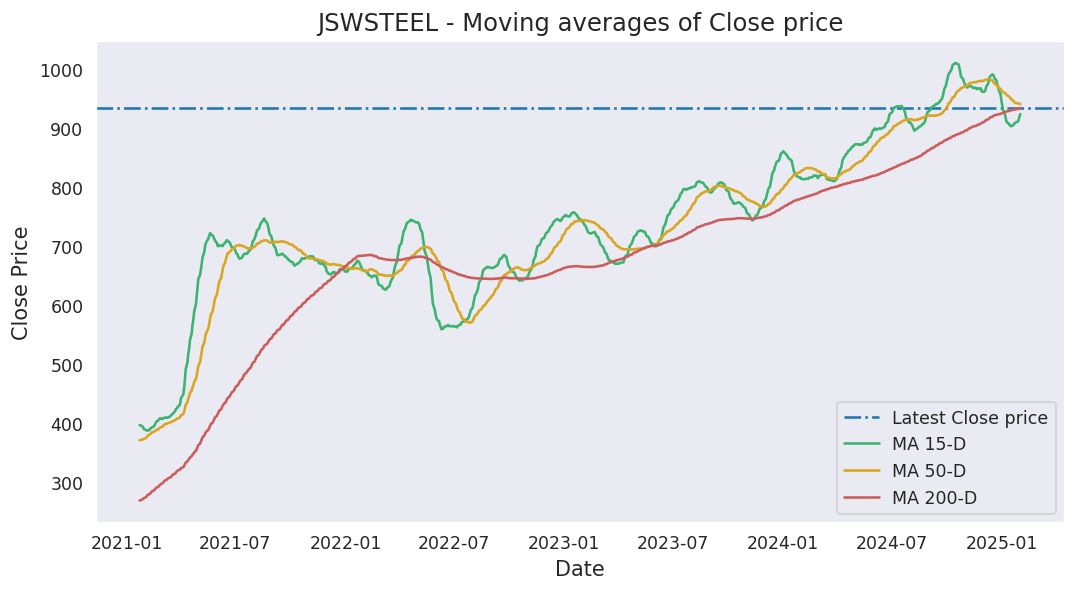 JSWSTEEL - Moving averages of Close price
Close Price
1000
900
800
700
600
500
400
300
Latest Close price
MA 15-D
MA 50-D
MA 200-D
2021-01 2021-07 2022-01 2022-07 2023-01 2023-07 2024-01 2024-07 2025-01
Date